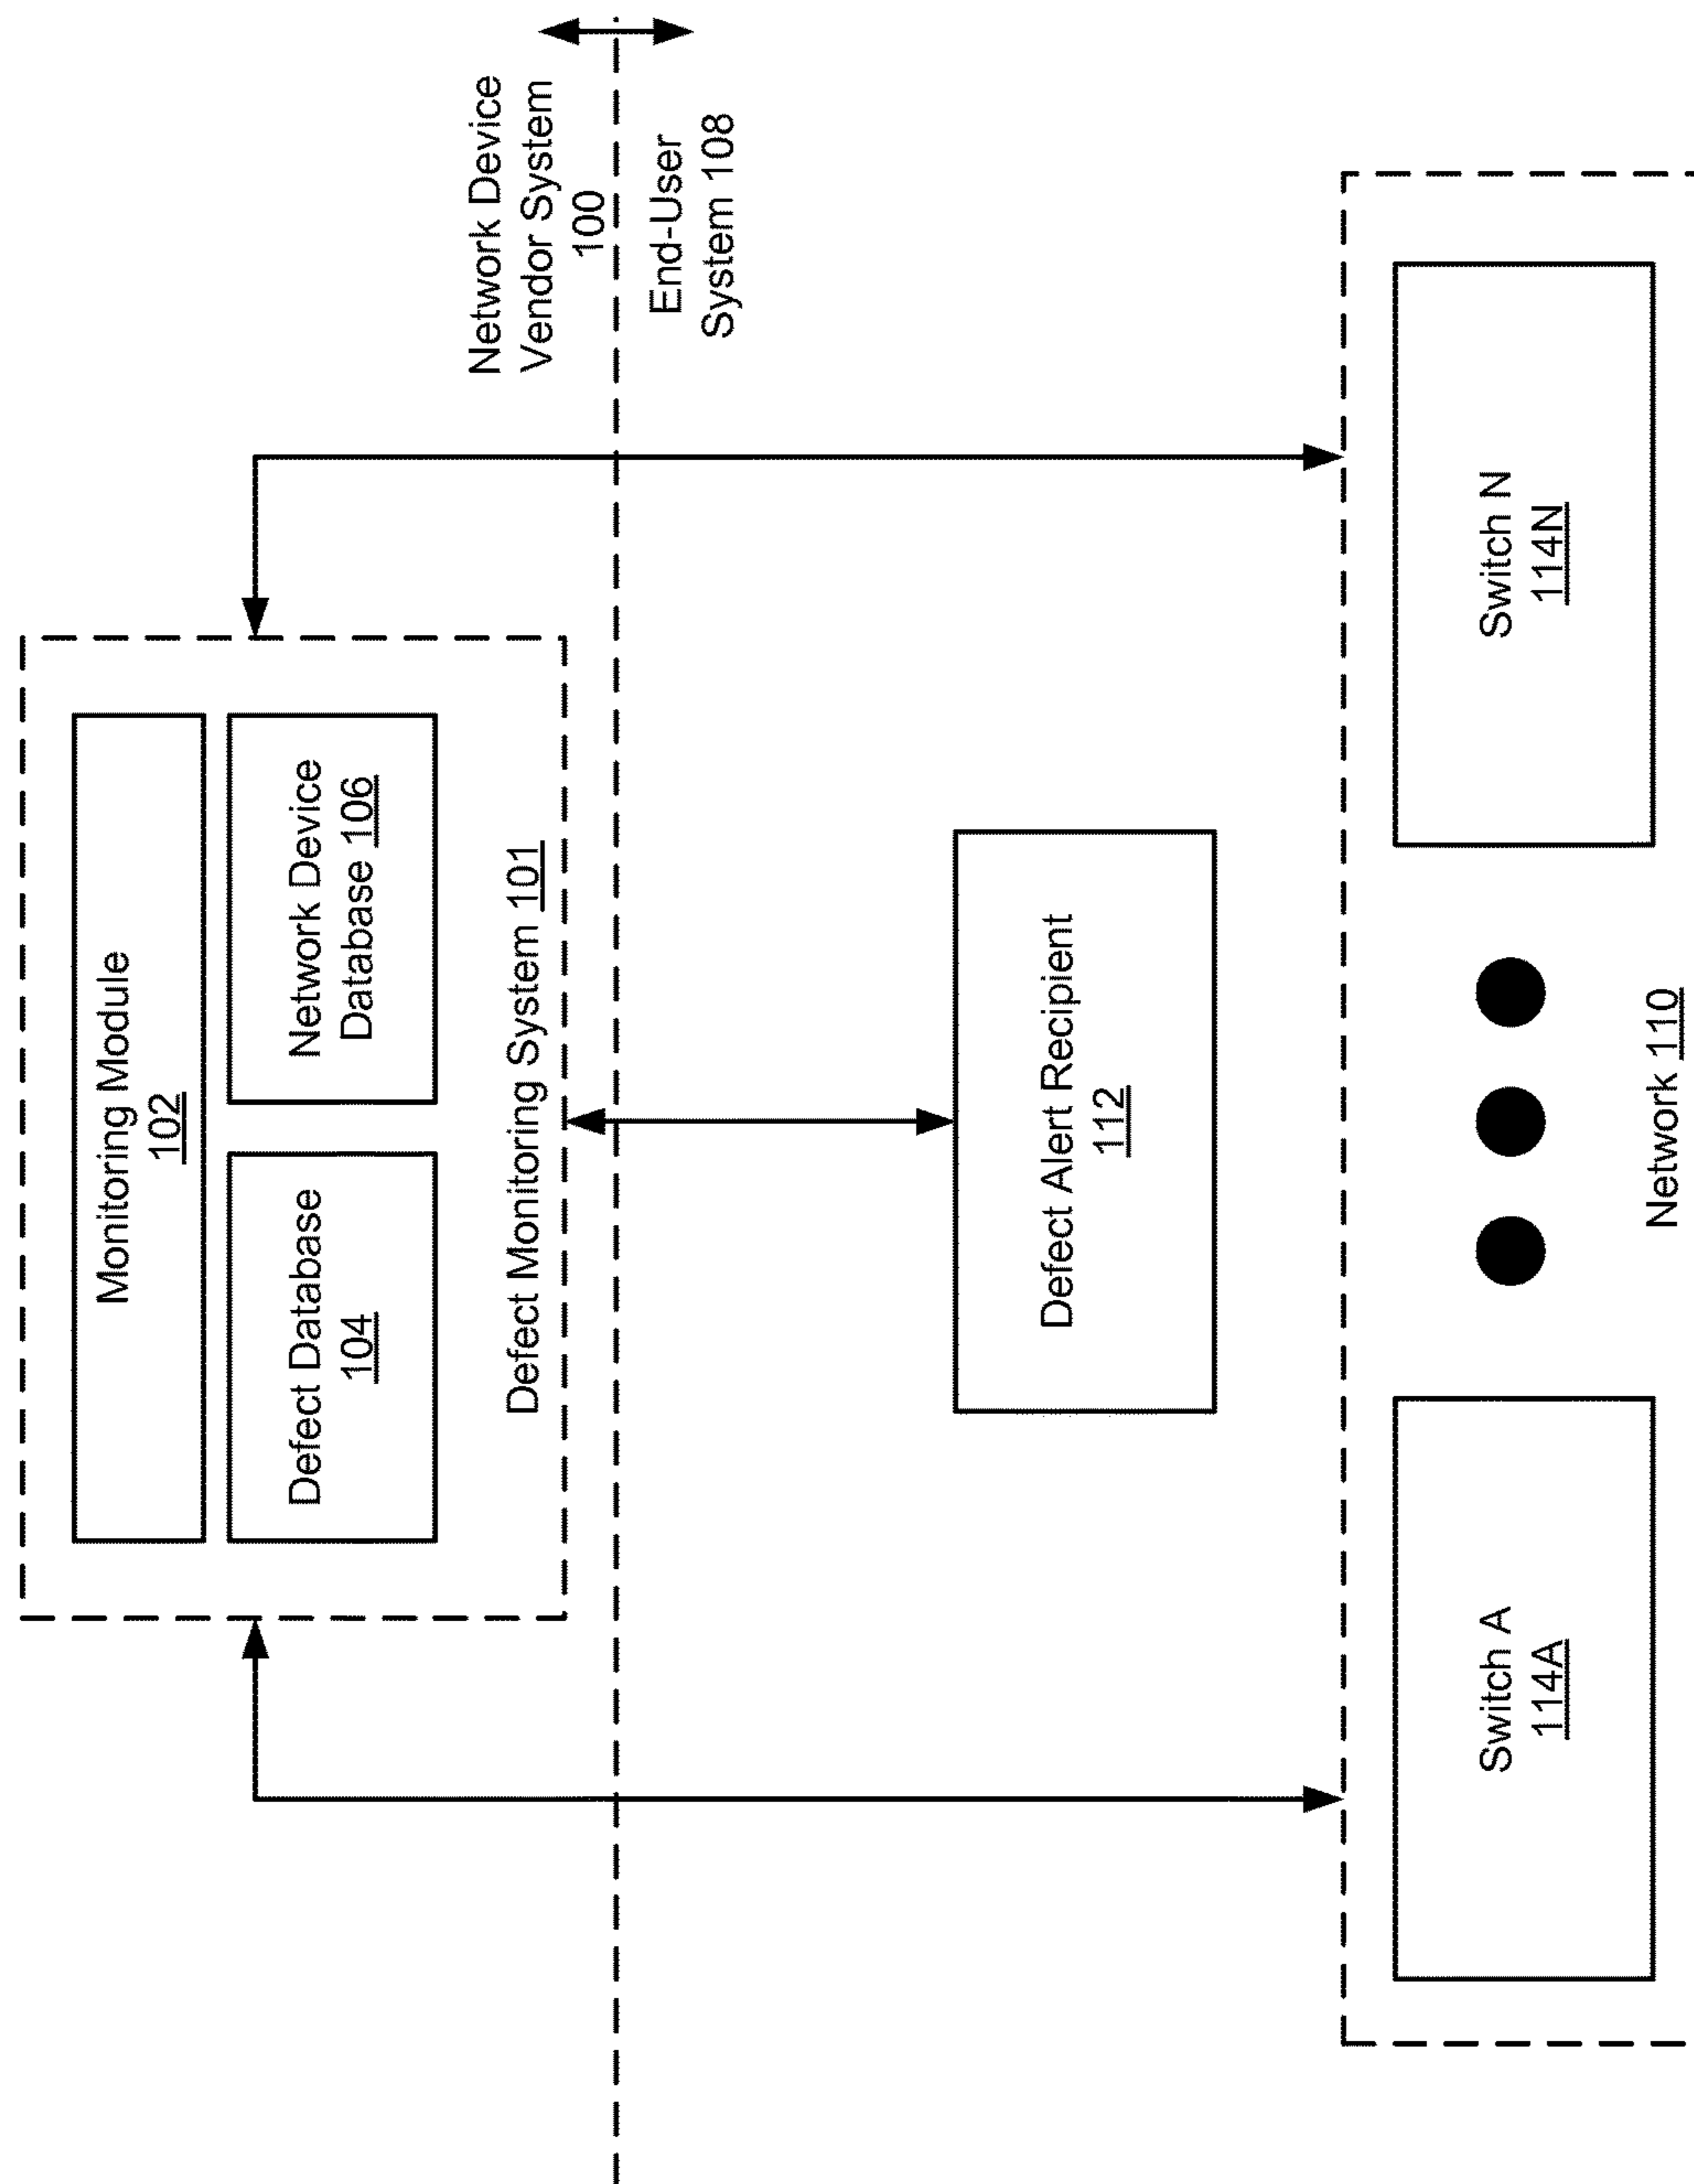 Monitoring Module
102
Defect Database
104
Network Device
Database 106
Defect Monitoring System 101
Network Device
Vendor System
100
End-User
System 108
Defect Alert Recipient
112
Switch A
114A
Switch N
114N
Network 110